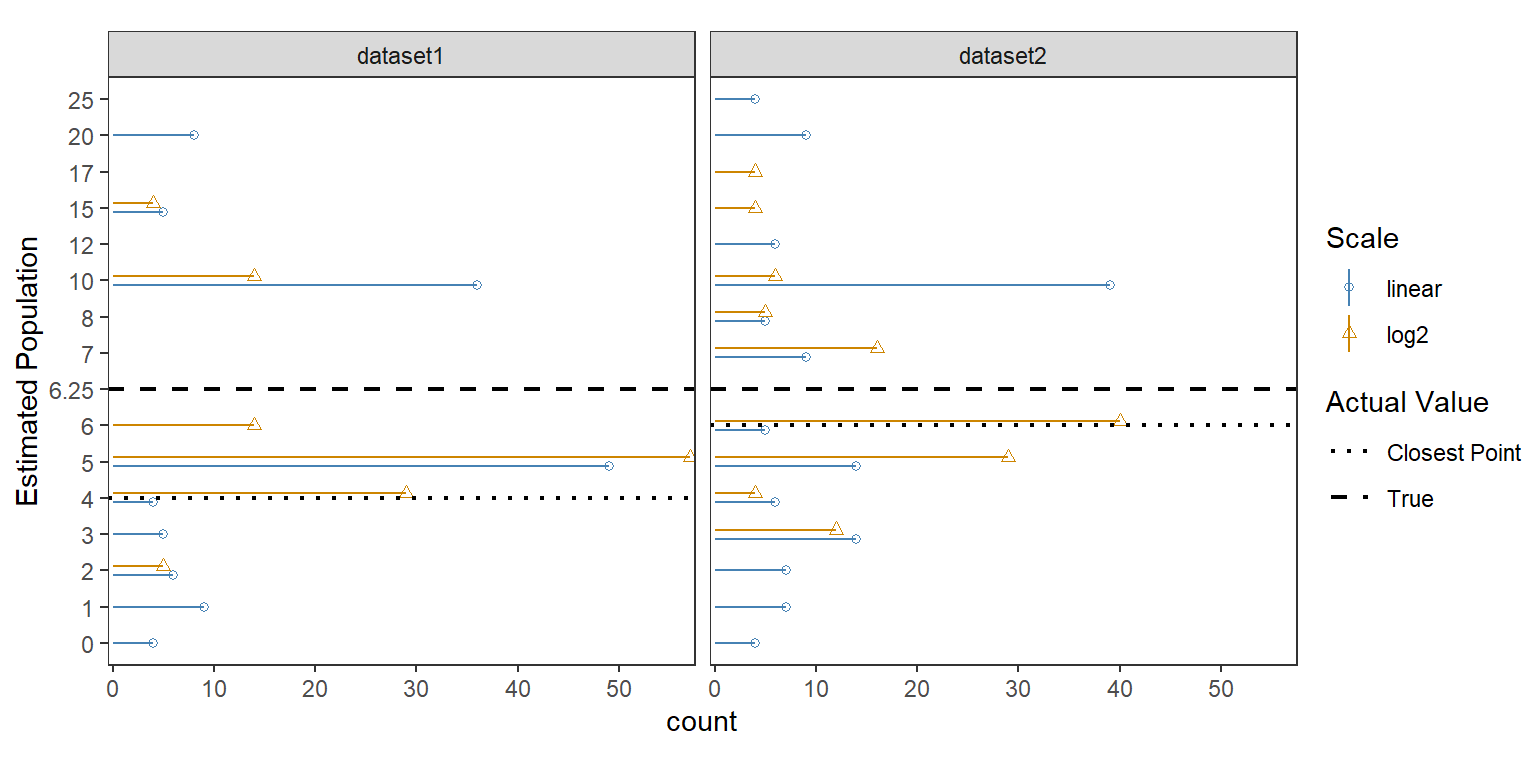 dataset1 dataset2
Estimated Population
25
20
17
15
12
10
8
7
6.25
6
5
4
3
2
1
0
0 10 20 30 40 50 0 10 20 30 40 50
count
Scale
linear
log2
Actual Value
Closest Point
True